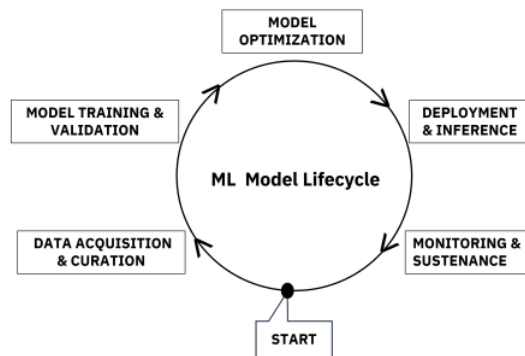 MODEL
OPTIMIZATION
MODEL TRAINING &
VALIDATION
DEPLOYMENT
& INFERENCE
ML Model Lifecycle
DATA ACQUISITION
& CURATION
MONITORING &
SUSTENANCE
START